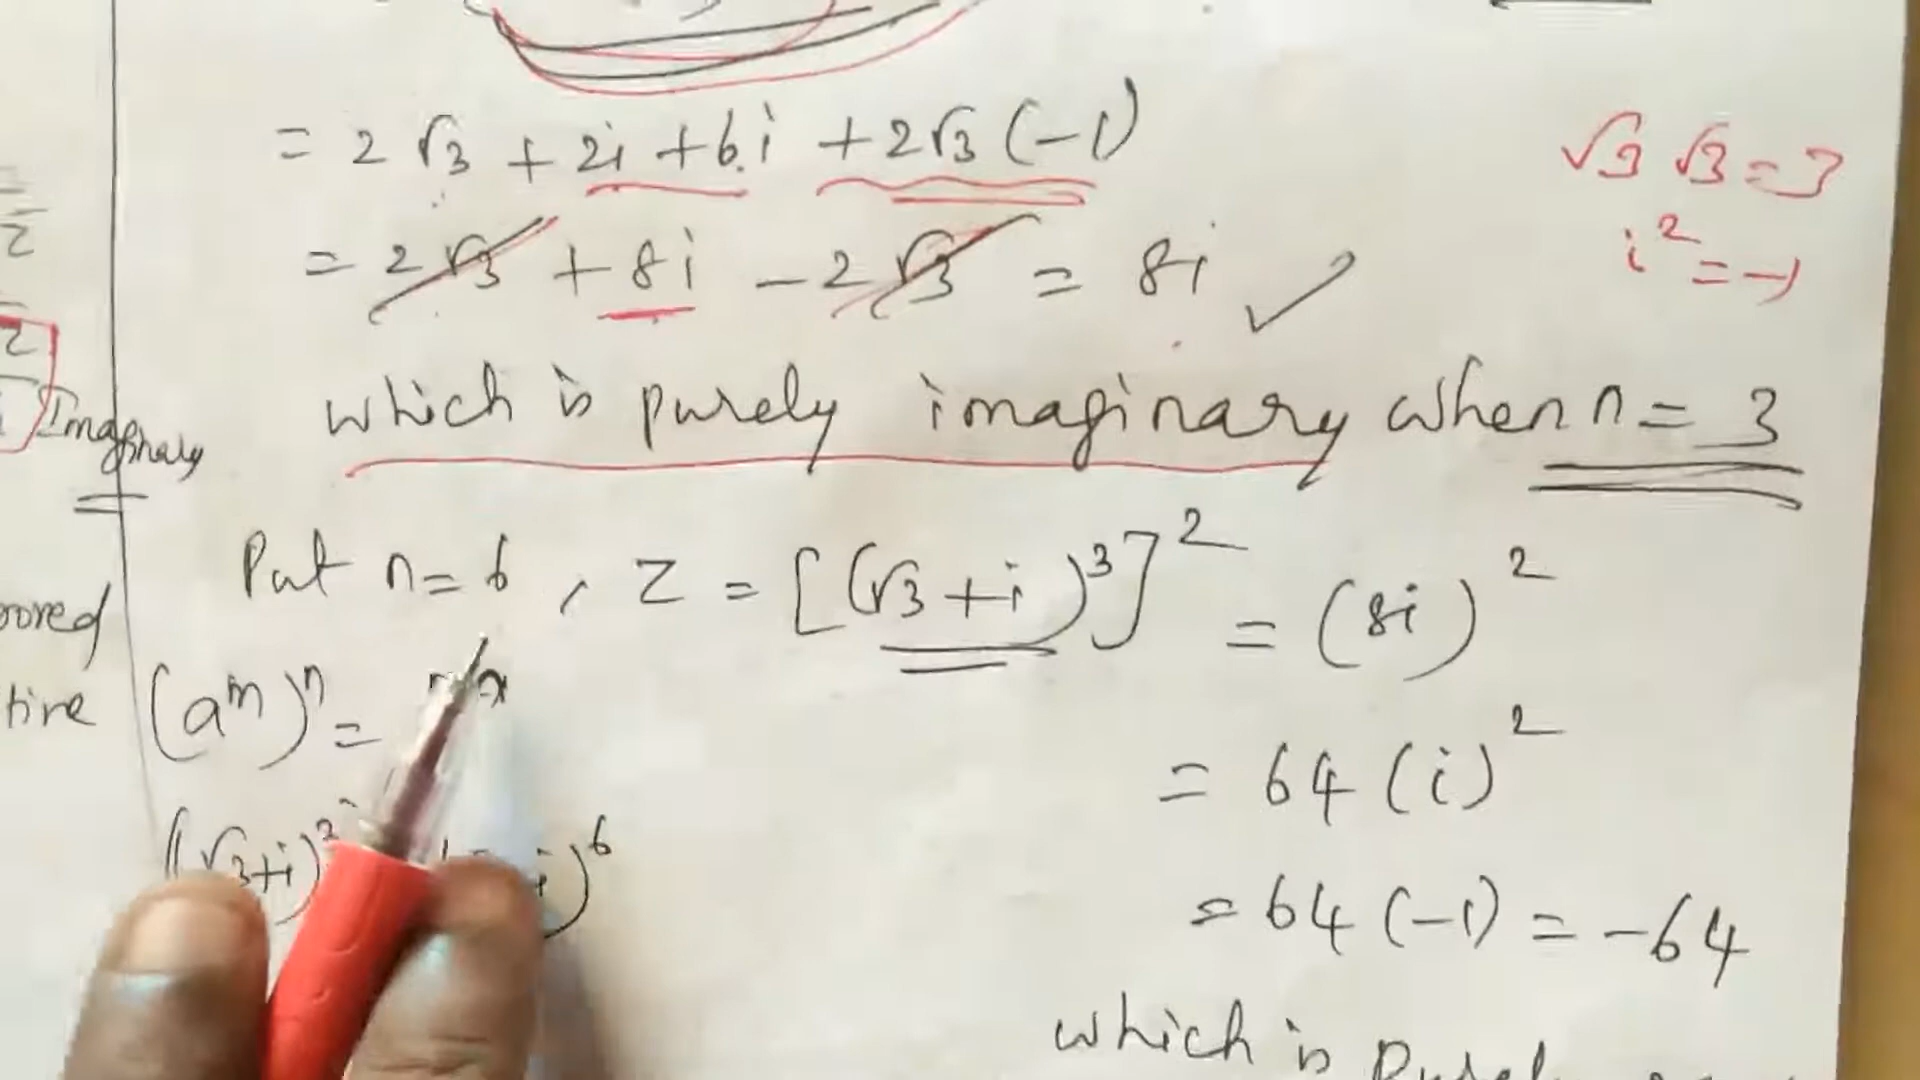 = 2√3 + 2i + 6i + 2√3 (-1)
√3 √3 = 3
i² = -1
= 2√3 + 8i - 2√3 = 8i ✓
which is purely imaginary when n = 3
Imaginary
Put n = 6, z = [(√3+i)³]² = (8i)²
(aᵐ)ⁿ =
= 64 (i)²
= 64 (-1) = -64
which is